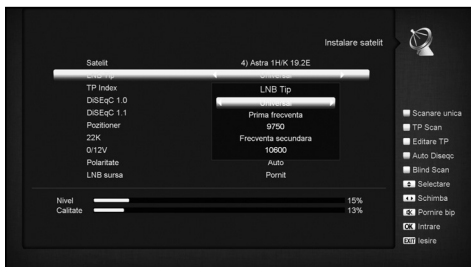 Instalare satelit
Satelit 4) Astra 1H/K 19.2E
LNB Tip Universal
TP Index LNB Tip
DiSEqC 1.0 Universal
DiSEqC 1.1 Prima frecventa
Pozitioner 9750
22K Frecventa secundara
0/12V 10600
Polaritate Auto
LNB sursa Pornit
Nivel 15%
Calitate 13%
Scanare unica
TP Scan
Editare TP
Auto Diseqc
Blind Scan
Selectare
Schimba
Pornire bip
OK Intrare
EXIT Iesire